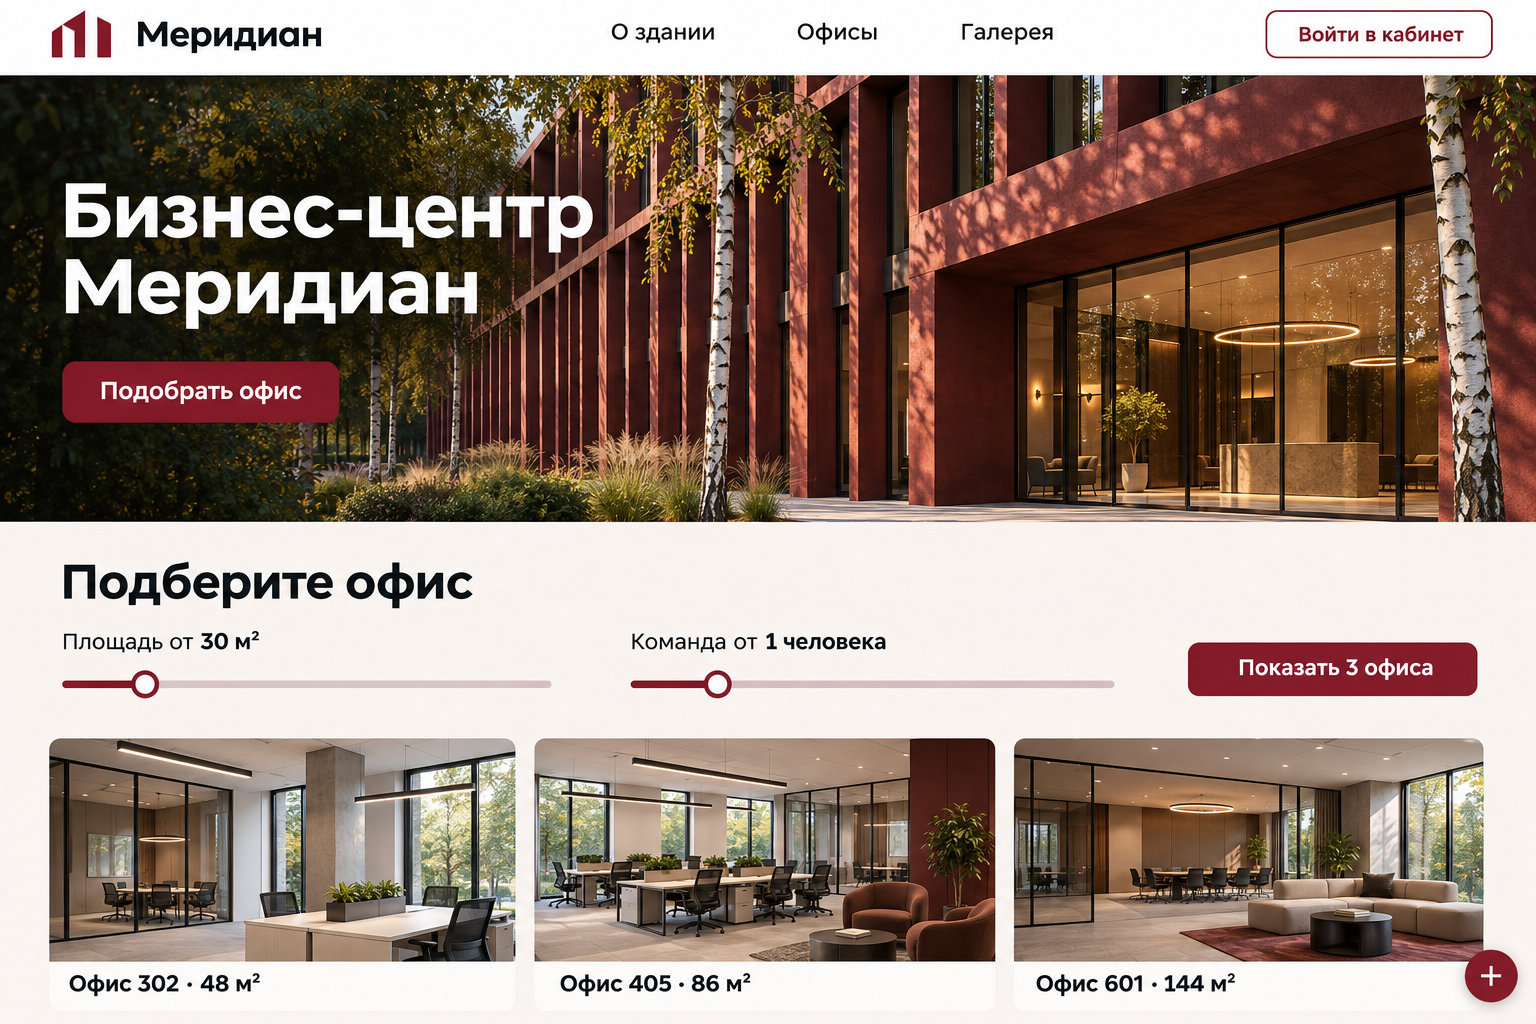 Меридиан
О здании
Офисы
Галерея
Войти в кабинет
Бизнес-центр
Меридиан
Подобрать офис
Подберите офис
Площадь от 30 м²
Команда от 1 человека
Показать 3 офиса
Офис 302 · 48 м²
Офис 405 · 86 м²
Офис 601 · 144 м²
+